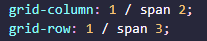 grid-column: 1 / span 2;
grid-row: 1 / span 3;